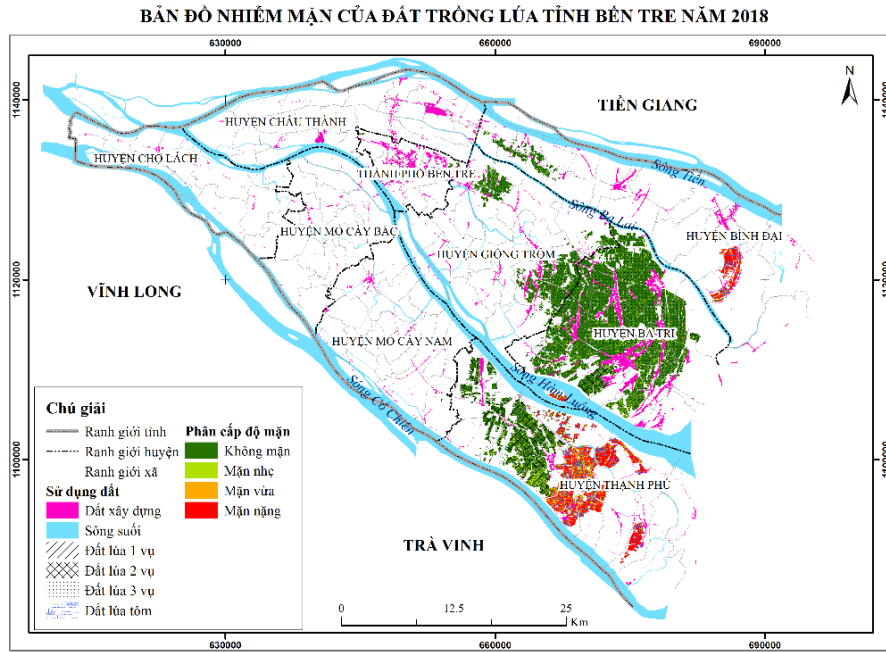 BẢN ĐỒ NHIỄM MẶN CỦA ĐẤT TRỒNG LÚA TỈNH BẾN TRE NĂM 2018
630000
660000
690000
N
1140000
1140000
TIỀN GIANG
HUYỆN CHÂU THÀNH
HUYỆN CHỢ LÁCH
THÀNH PHỐ BẾN TRE
Sông Tiền
Sông Ba Lai
HUYỆN MỎ CÀY BẮC
HUYỆN BÌNH ĐẠI
HUYỆN GIỒNG TRÔM
1120000
1120000
VĨNH LONG
HUYỆN BA TRI
HUYỆN MỎ CÀY NAM
Sông Hàm Luông
Sông Cổ Chiên
1100000
1100000
HUYỆN THẠNH PHÚ
TRÀ VINH
Chú giải
Ranh giới tỉnh
Ranh giới huyện
Ranh giới xã
Sử dụng đất
Đất xây dựng
Sông suối
Đất lúa 1 vụ
Đất lúa 2 vụ
Đất lúa 3 vụ
Đất lúa tôm
Phân cấp độ mặn
Không mặn
Mặn nhẹ
Mặn vừa
Mặn nặng
0
12.5
25
Km
630000
660000
690000